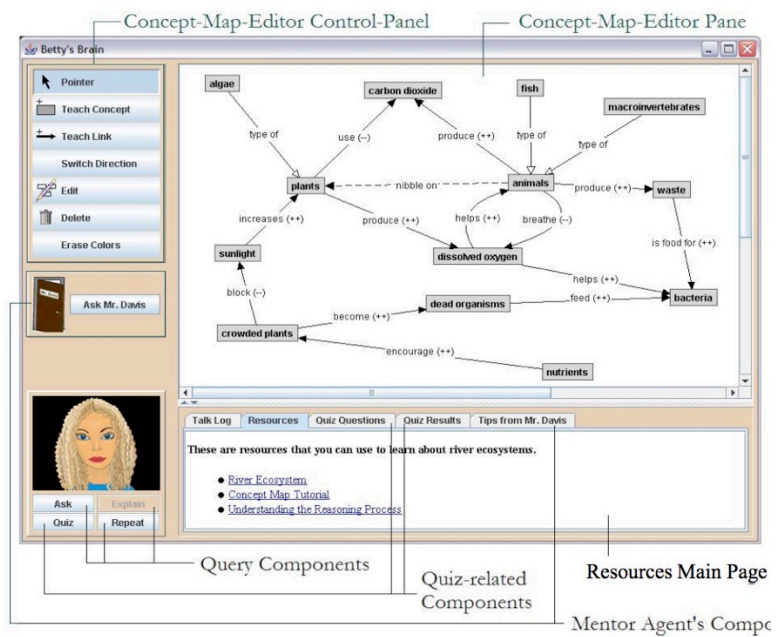 Concept-Map-Editor Control-Panel
Concept-Map-Editor Pane
Betty's Brain
Pointer
Teach Concept
Teach Link
Switch Direction
Edit
Delete
Erase Colors
Ask Mr. Davis
algae
carbon dioxide
fish
macroinvertebrates
type of
use (--)
produce (++)
type of
type of
plants
nibble on
animals
produce (++)
waste
increases (++)
produce (++)
helps (++)
breathe (--)
is food for (++)
sunlight
dissolved oxygen
block (--)
helps (++)
dead organisms
feed (++)
bacteria
become (++)
crowded plants
encourage (++)
nutrients
Talk Log
Resources
Quiz Questions
Quiz Results
Tips from Mr. Davis
These are resources that you can use to learn about river ecosystems.
River Ecosystem
Concept Map Tutorial
Understanding the Reasoning Process
Ask
Explain
Quiz
Repeat
Query Components
Quiz-related
Components
Resources Main Page
Mentor Agent's Compo